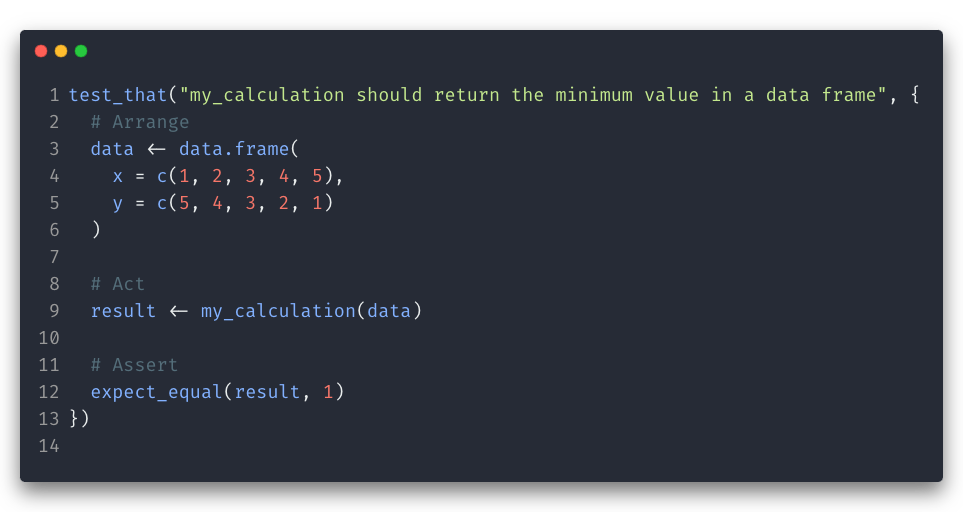 1 test_that("my_calculation should return the minimum value in a data frame", {
2   # Arrange
3   data <- data.frame(
4     x = c(1, 2, 3, 4, 5),
5     y = c(5, 4, 3, 2, 1)
6   )
7
8   # Act
9   result <- my_calculation(data)
10
11   # Assert
12   expect_equal(result, 1)
13 })
14